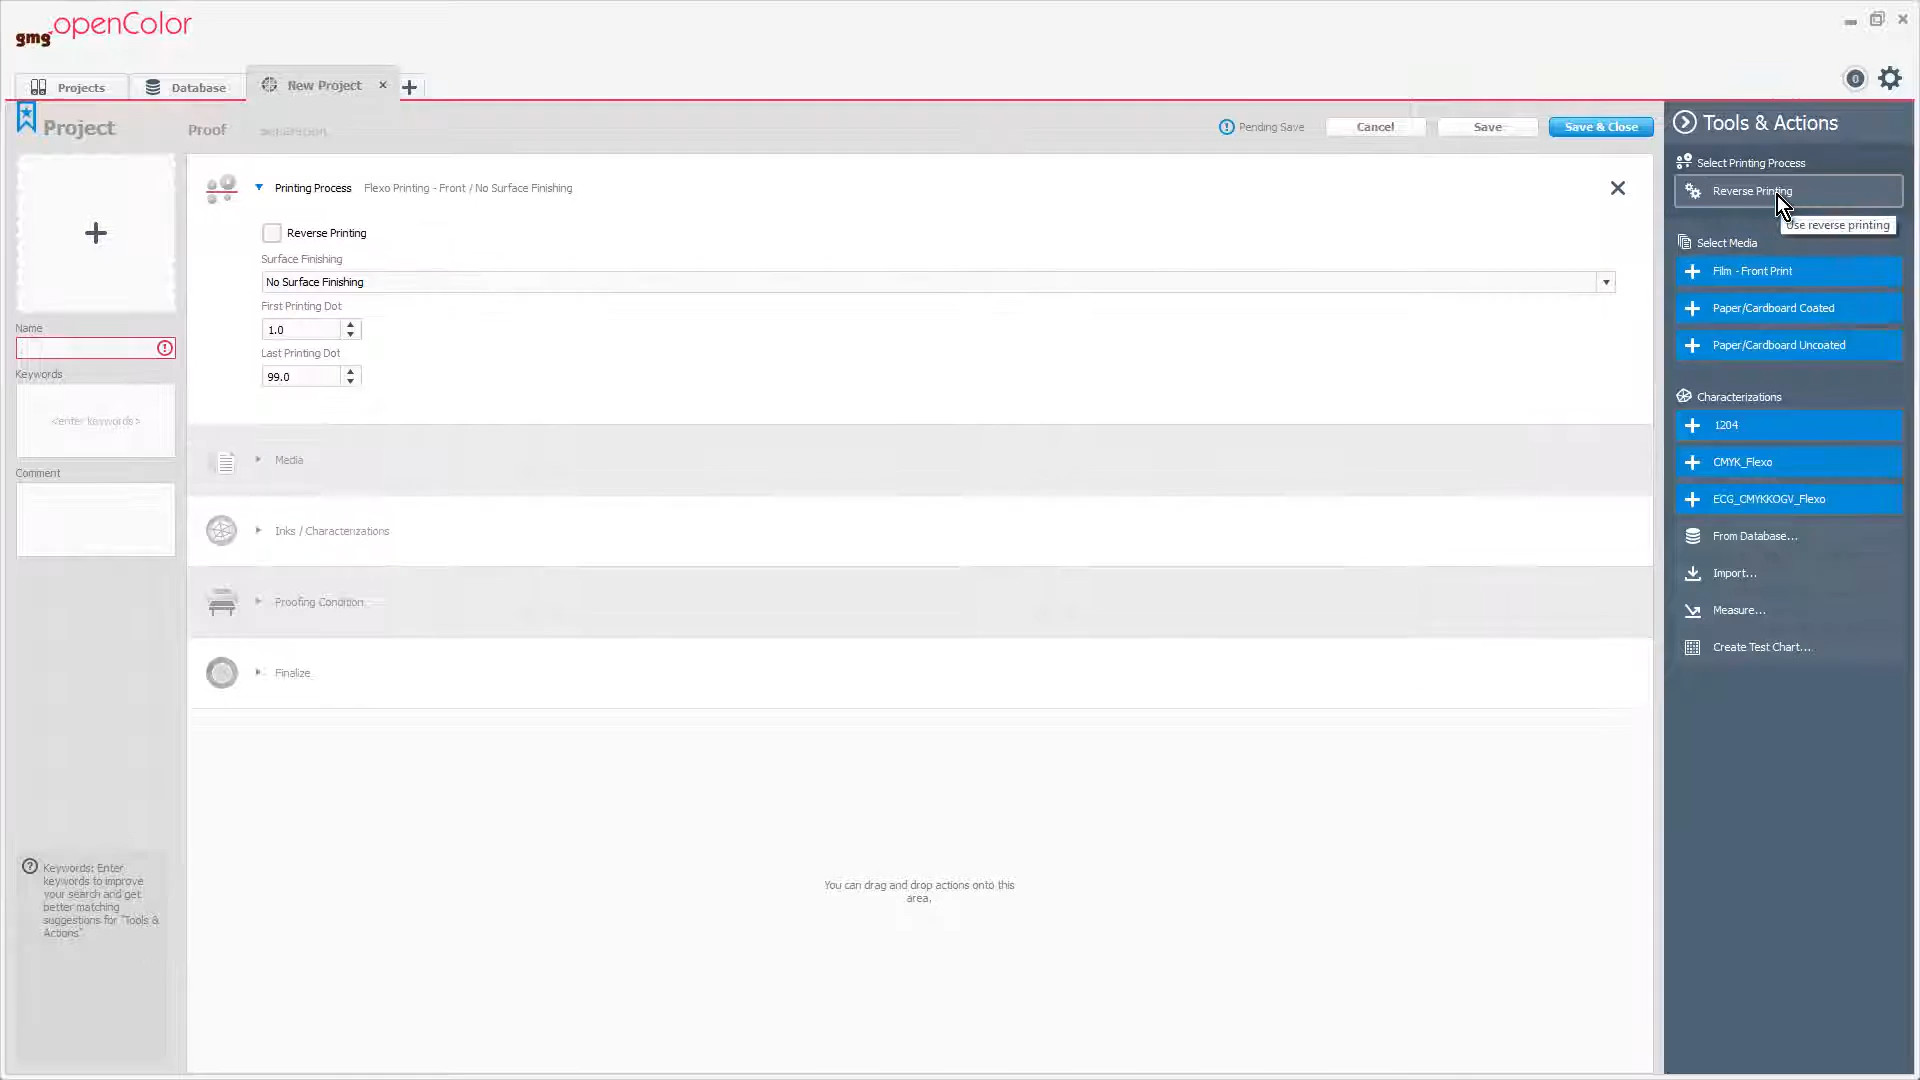 gmg openColor
Projects
Database
New Project
0
Project
Proof
Separation
Pending Save
Cancel
Save
Save & Close
Name
Keywords
<enter keywords>
Comment
Keywords: Enter
keywords to improve
your search and get
better matching
suggestions for "Tools &
Actions"
Printing Process
Flexo Printing - Front / No Surface Finishing
Reverse Printing
Surface Finishing
No Surface Finishing
First Printing Dot
1.0
Last Printing Dot
99.0
Media
Inks / Characterizations
Proofing Condition
Finalize
You can drag and drop actions onto this
area.
Tools & Actions
Select Printing Process
Reverse Printing
Use reverse printing
Select Media
Film - Front Print
Paper/Cardboard Coated
Paper/Cardboard Uncoated
Characterizations
1204
CMYK_Flexo
ECG_CMYKKOGV_Flexo
From Database...
Import...
Measure...
Create Test Chart...